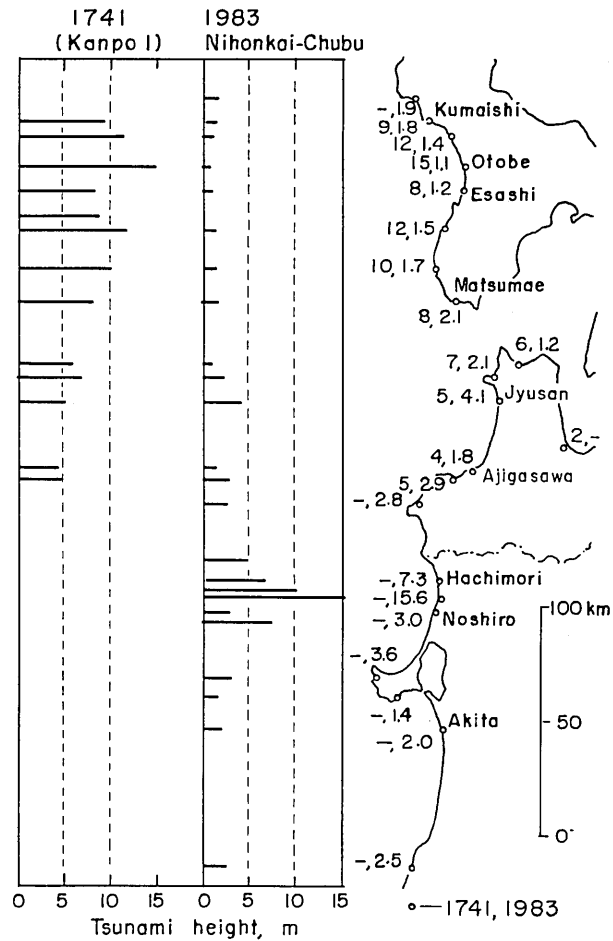 1741
(Kanpo 1)
1983
Nihonkai-Chubu
–, 1.9
Kumaishi
9, 1.8
12, 1.4
15, 1.1
Otobe
8, 1.2
Esashi
12, 1.5
10, 1.7
Matsumae
8, 2.1
6, 1.2
7, 2.1
5, 4.1
Jyusan
2, –
4, 1.8
Ajigasawa
5, 2.9
–, 2.8
–, 7.3
Hachimori
–, 15.6
–, 3.0
Noshiro
100 km
–, 3.6
–, 1.4
Akita
–, 2.0
50
0
–, 2.5
0 5 10 0 5 10 15
Tsunami height, m
1741, 1983